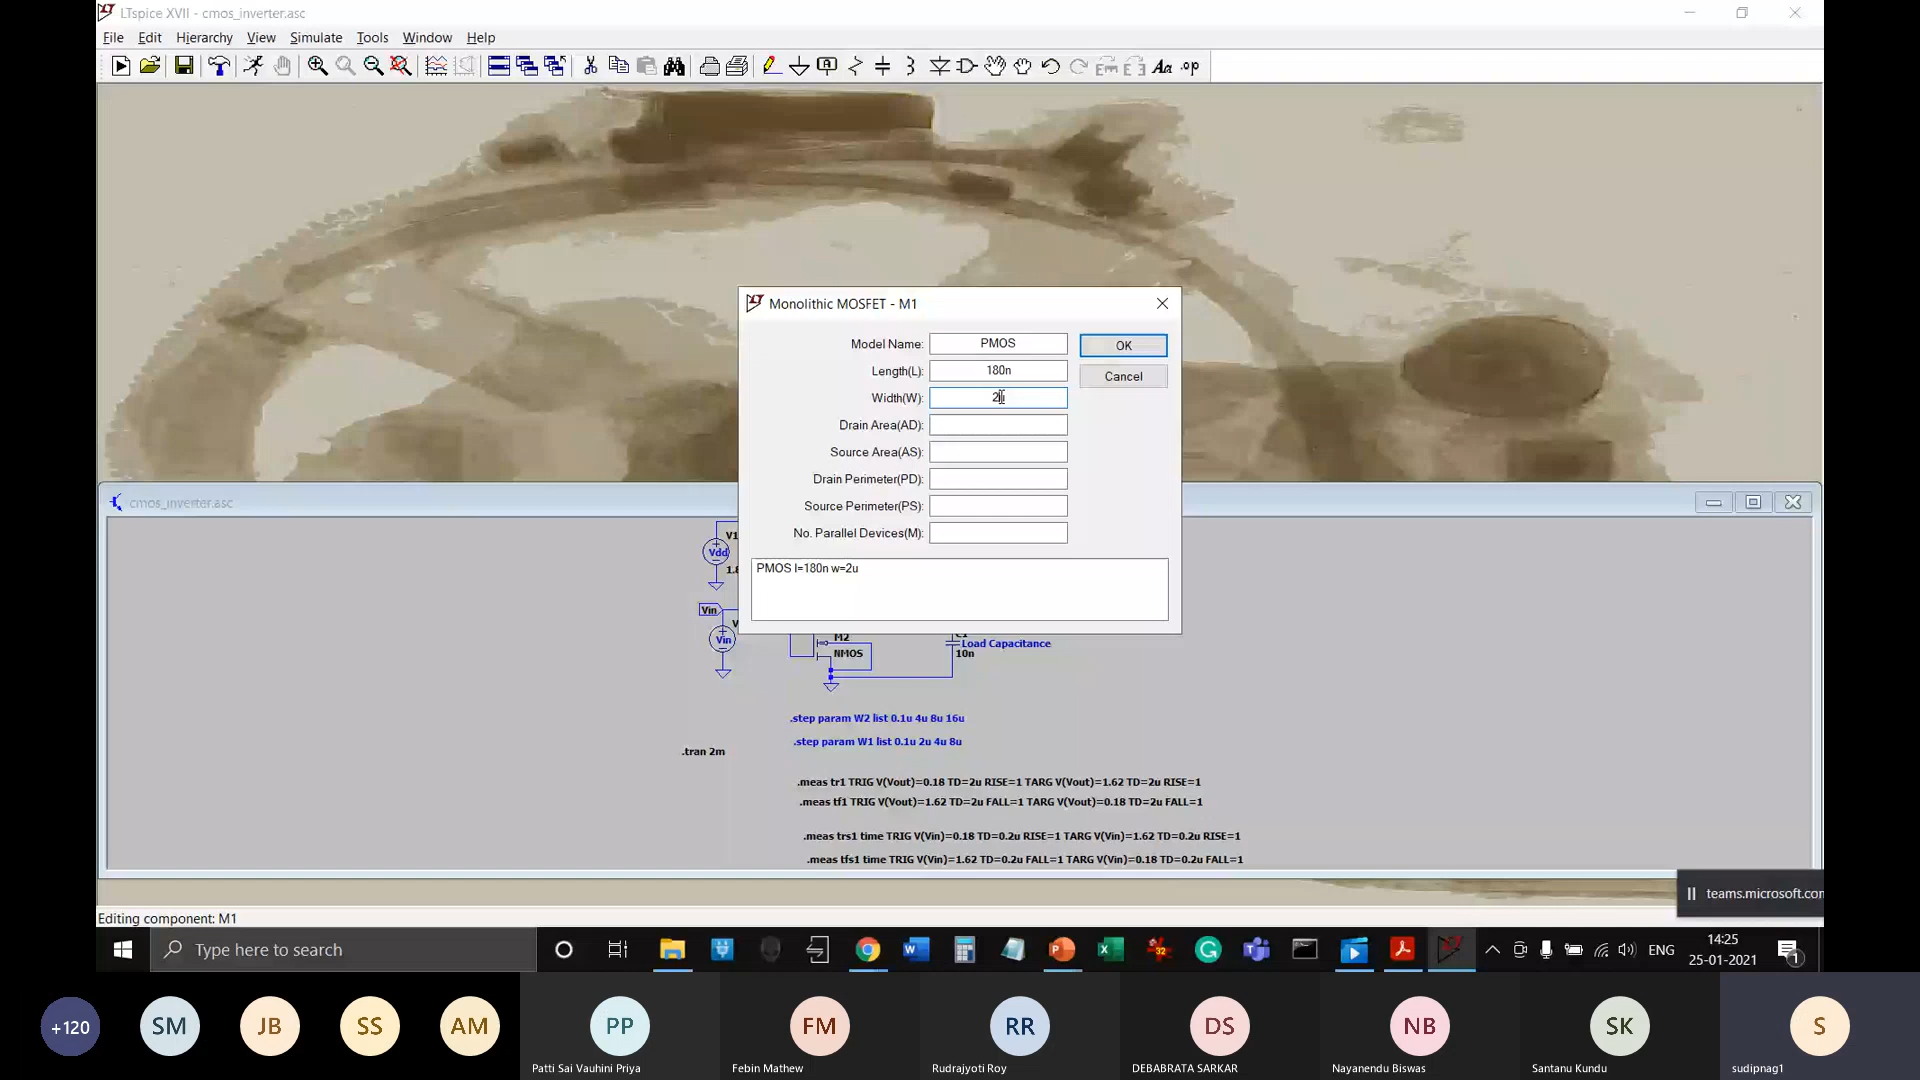 LTspice XVII - cmos_inverter.asc
File Edit Hierarchy View Simulate Tools Window Help
Aa .op
Monolithic MOSFET - M1
Model Name: PMOS OK
Length(L): 180n
Cancel
Width(W): 2u
Drain Area(AD):
Source Area(AS):
Drain Perimeter(PD):
Source Perimeter(PS):
No. Parallel Devices(M):
PMOS l=180n w=2u
cmos_inverter.asc
V1
Vdd
1.8
Vin
Vin
M2
NMOS
C1
Load Capacitance
10n
.step param W2 list 0.1u 4u 8u 16u
.step param W1 list 0.1u 2u 4u 8u
.tran 2m
.meas tr1 TRIG V(Vout)=0.18 TD=2u RISE=1 TARG V(Vout)=1.62 TD=2u RISE=1
.meas tf1 TRIG V(Vout)=1.62 TD=2u FALL=1 TARG V(Vout)=0.18 TD=2u FALL=1
.meas trs1 time TRIG V(Vin)=0.18 TD=0.2u RISE=1 TARG V(Vin)=1.62 TD=0.2u RISE=1
.meas tfs1 time TRIG V(Vin)=1.62 TD=0.2u FALL=1 TARG V(Vin)=0.18 TD=0.2u FALL=1
teams.microsoft.com
Editing component: M1
Type here to search
ENG
14:25
25-01-2021
1
+120 SM JB SS AM PP FM RR DS NB SK S
Patti Sai Vauhini Priya Febin Mathew Rudrajyoti Roy DEBABRATA SARKAR Nayanendu Biswas Santanu Kundu sudipnag1